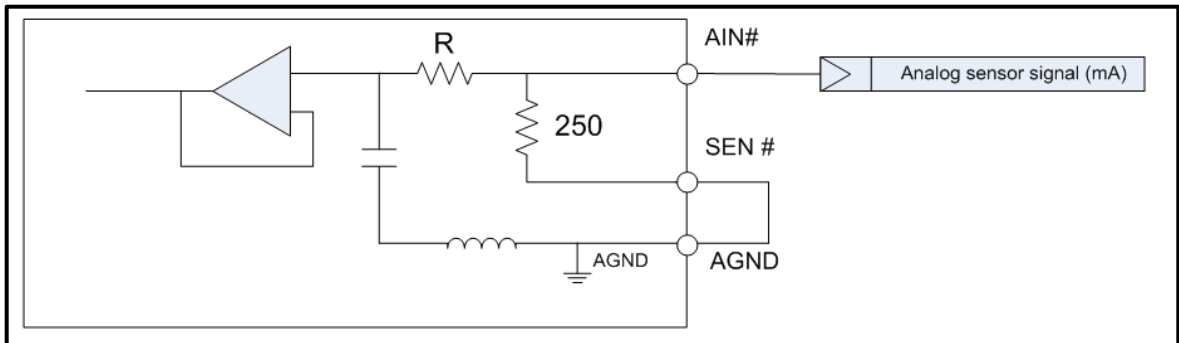 R
AIN#
Analog sensor signal (mA)
250
SEN #
AGND
AGND